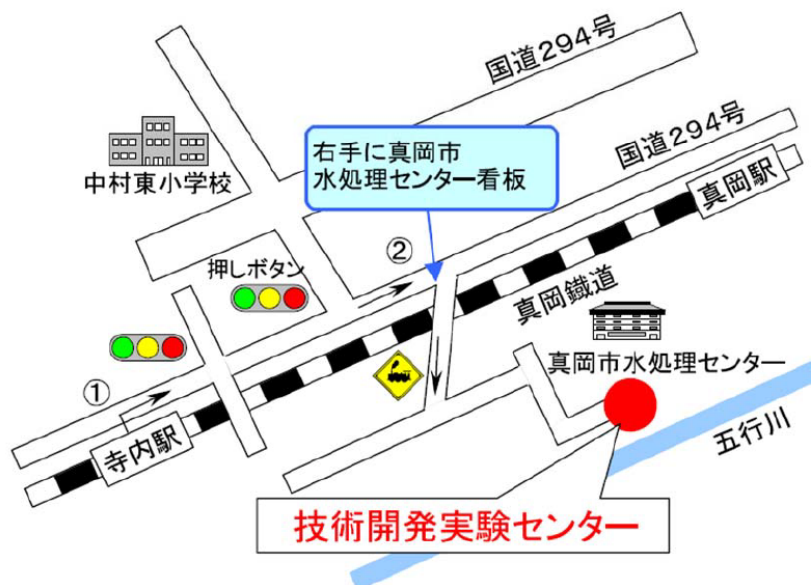 国道294号
国道294号
中村東小学校
右手に真岡市
水処理センター看板
真岡駅
②
押しボタン
真岡鐵道
真岡市水処理センター
①
寺内駅
五行川
技術開発実験センター